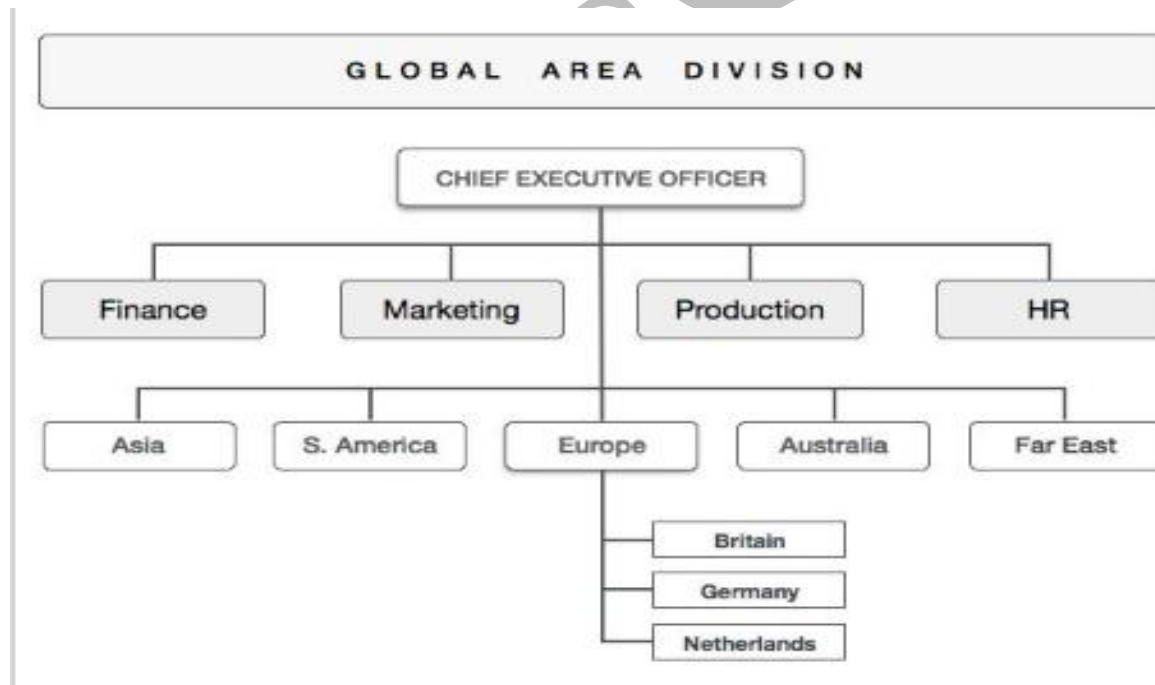 GLOBAL AREA DIVISION
CHIEF EXECUTIVE OFFICER
Finance
Marketing
Production
HR
Asia
S. America
Europe
Australia
Far East
Britain
Germany
Netherlands